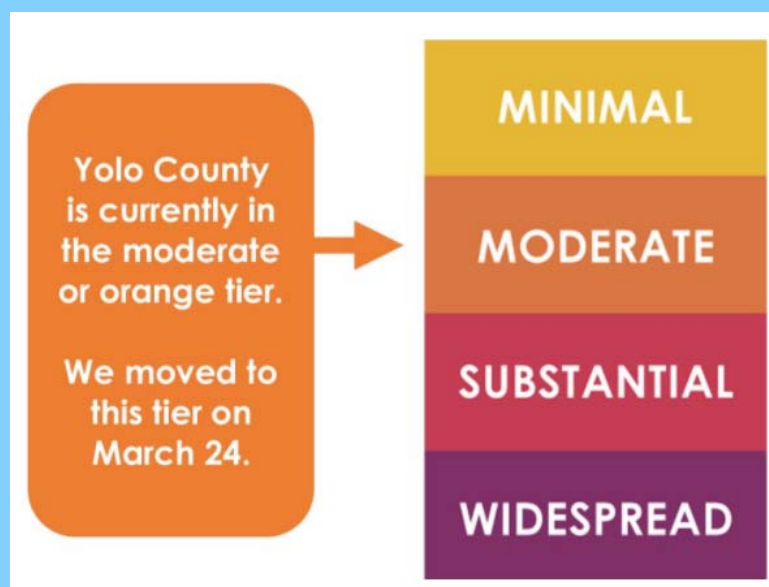 Yolo County
is currently in
the moderate
or orange tier.
We moved to
this tier on
March 24.
MINIMAL
MODERATE
SUBSTANTIAL
WIDESPREAD